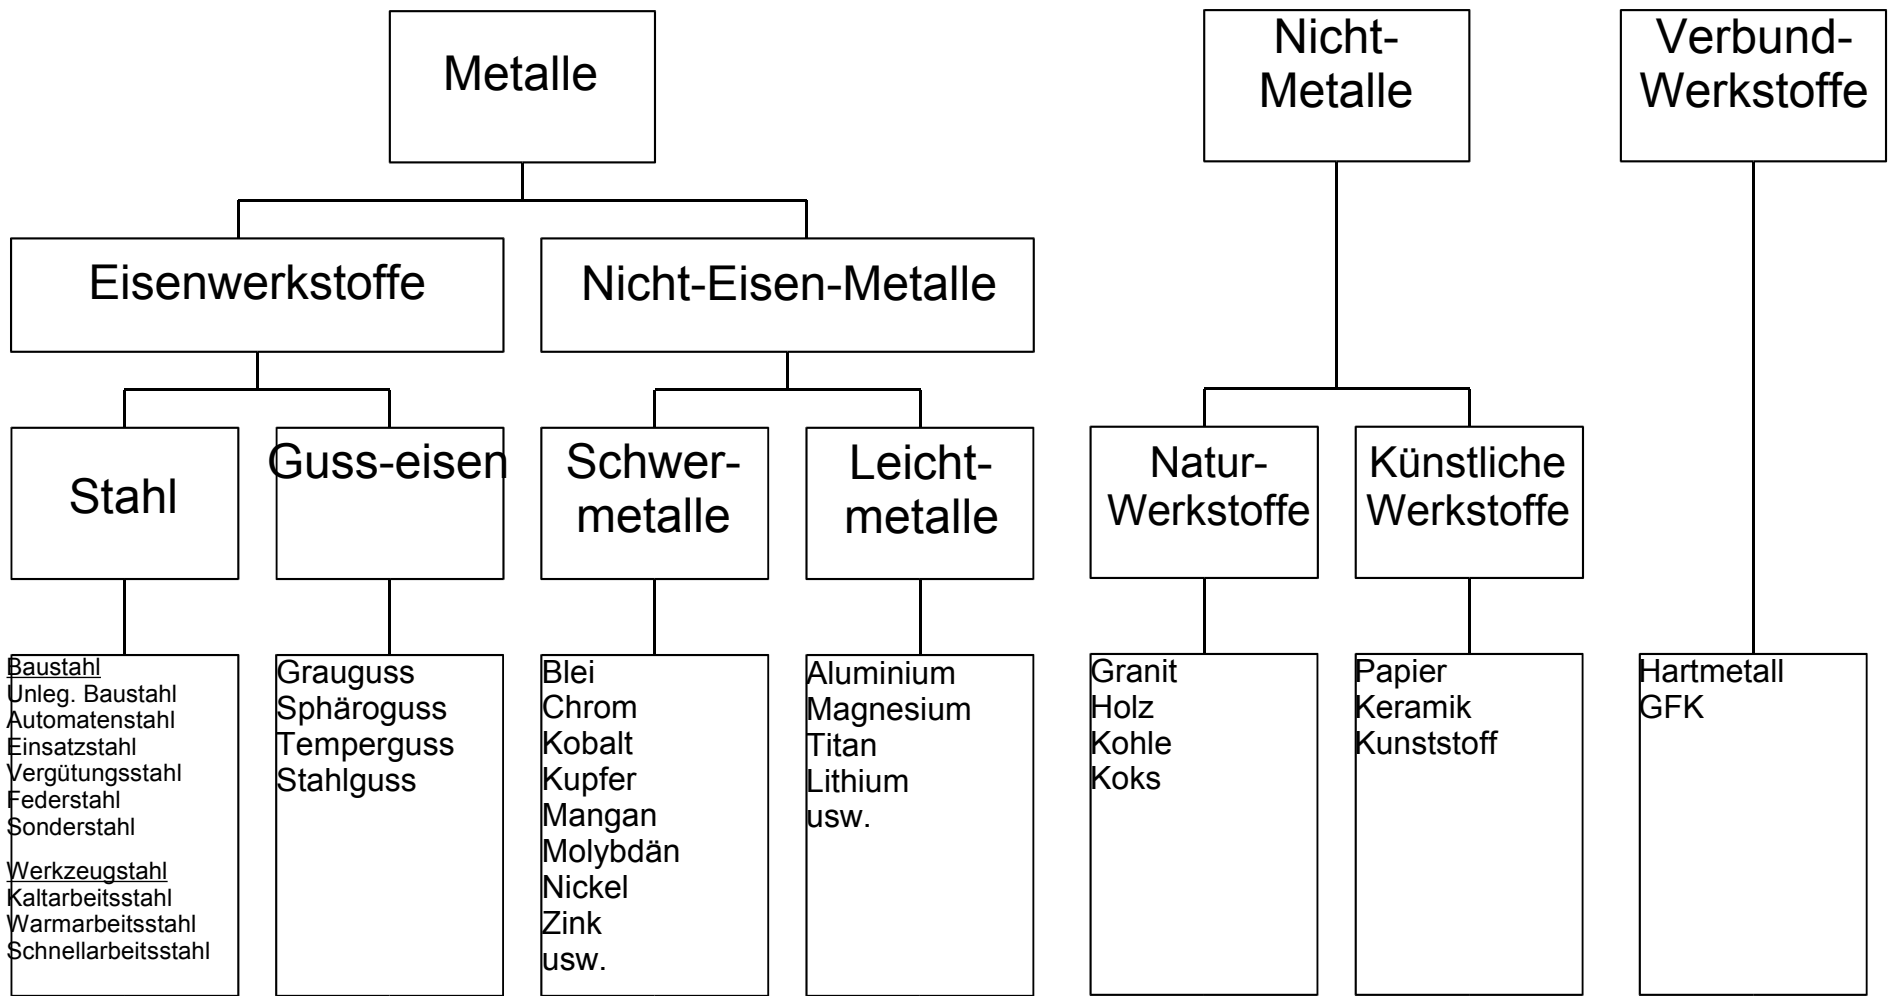 Metalle
Nicht-
Metalle
Verbund-
Werkstoffe
Eisenwerkstoffe
Nicht-Eisen-Metalle
Stahl
Guss-eisen
Schwer-
metalle
Leicht-
metalle
Natur-
Werkstoffe
Künstliche
Werkstoffe
Baustahl
Unleg. Baustahl
Automatenstahl
Einsatzstahl
Vergütungsstahl
Federstahl
Sonderstahl
Werkzeugstahl
Kaltarbeitsstahl
Warmarbeitsstahl
Schnellarbeitsstahl
Grauguss
Sphäroguss
Temperguss
Stahlguss
Blei
Chrom
Kobalt
Kupfer
Mangan
Molybdän
Nickel
Zink
usw.
Aluminium
Magnesium
Titan
Lithium
usw.
Granit
Holz
Kohle
Koks
Papier
Keramik
Kunststoff
Hartmetall
GFK